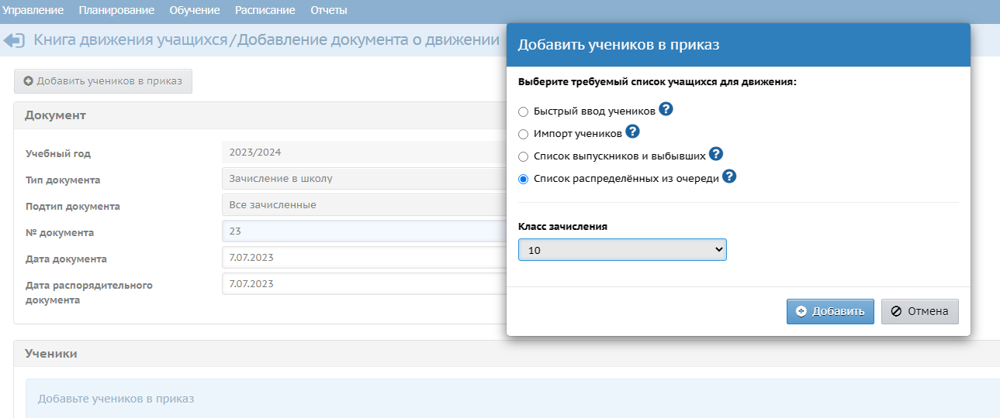 Управление Планирование Обучение Расписание Отчеты
Книга движения учащихся/Добавление документа о движении
Добавить учеников в приказ
Документ
Учебный год 2023/2024
Тип документа Зачисление в школу
Подтип документа Все зачисленные
№ документа 23
Дата документа 7.07.2023
Дата распорядительного 7.07.2023
документа
Ученики
Добавьте учеников в приказ
Добавить учеников в приказ
Выберите требуемый список учащихся для движения:
Быстрый ввод учеников ?
Импорт учеников ?
Список выпускников и выбывших ?
Список распределённых из очереди ?
Класс зачисления
10
Добавить Отмена